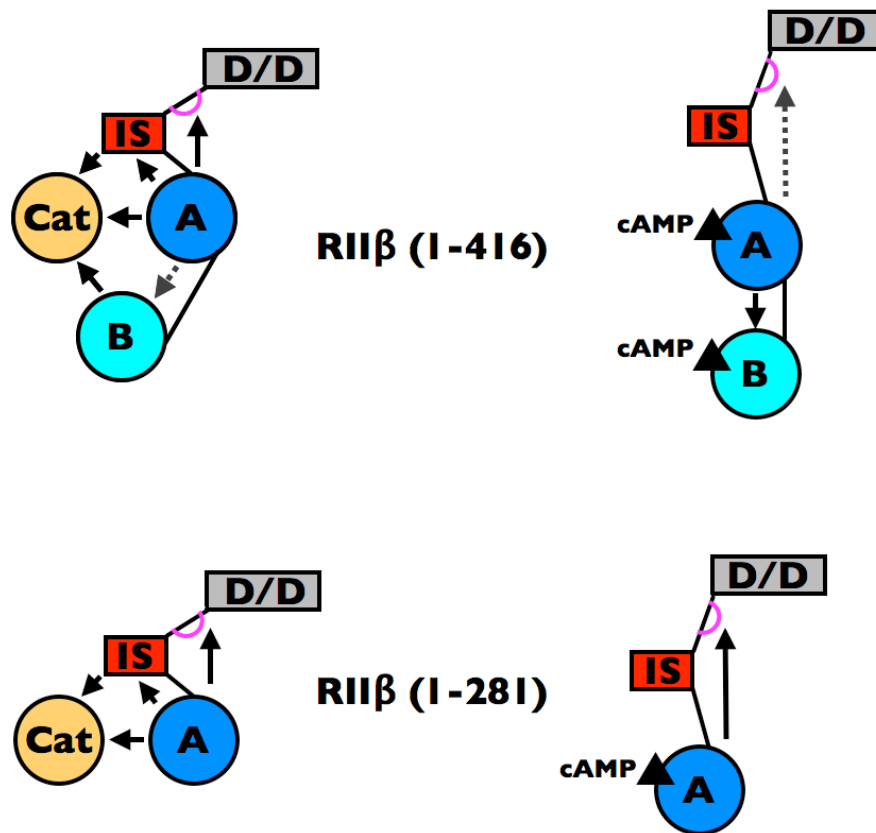 D/D
D/D
IS
IS
Cat
A
cAMP
A
RIIβ (1-416)
B
cAMP
B
D/D
D/D
IS
IS
RIIβ (1-281)
Cat
A
cAMP
A